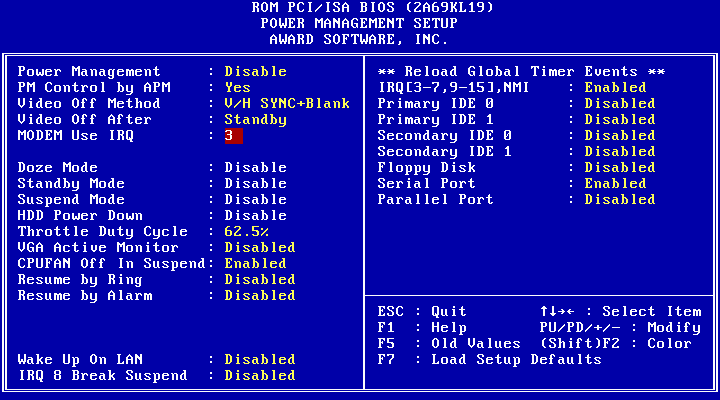 ROM PCI/ISA BIOS (2A69KL19)
POWER MANAGEMENT SETUP
AWARD SOFTWARE, INC.
Power Management : Disable
PM Control by APM : Yes
Video Off Method : V/H SYNC+Blank
Video Off After : Standby
MODEM Use IRQ : 3
Doze Mode : Disable
Standby Mode : Disable
Suspend Mode : Disable
HDD Power Down : Disable
Throttle Duty Cycle : 62.5%
VGA Active Monitor : Disabled
CPUFAN Off In Suspend: Enabled
Resume by Ring : Disabled
Resume by Alarm : Disabled
Wake Up On LAN : Disabled
IRQ 8 Break Suspend : Disabled
** Reload Global Timer Events **
IRQ[3-7,9-15],NMI : Enabled
Primary IDE 0 : Disabled
Primary IDE 1 : Disabled
Secondary IDE 0 : Disabled
Secondary IDE 1 : Disabled
Floppy Disk : Disabled
Serial Port : Enabled
Parallel Port : Disabled
ESC : Quit ↑↓→← : Select Item
F1 : Help PU/PD/+/- : Modify
F5 : Old Values (Shift)F2 : Color
F7 : Load Setup Defaults